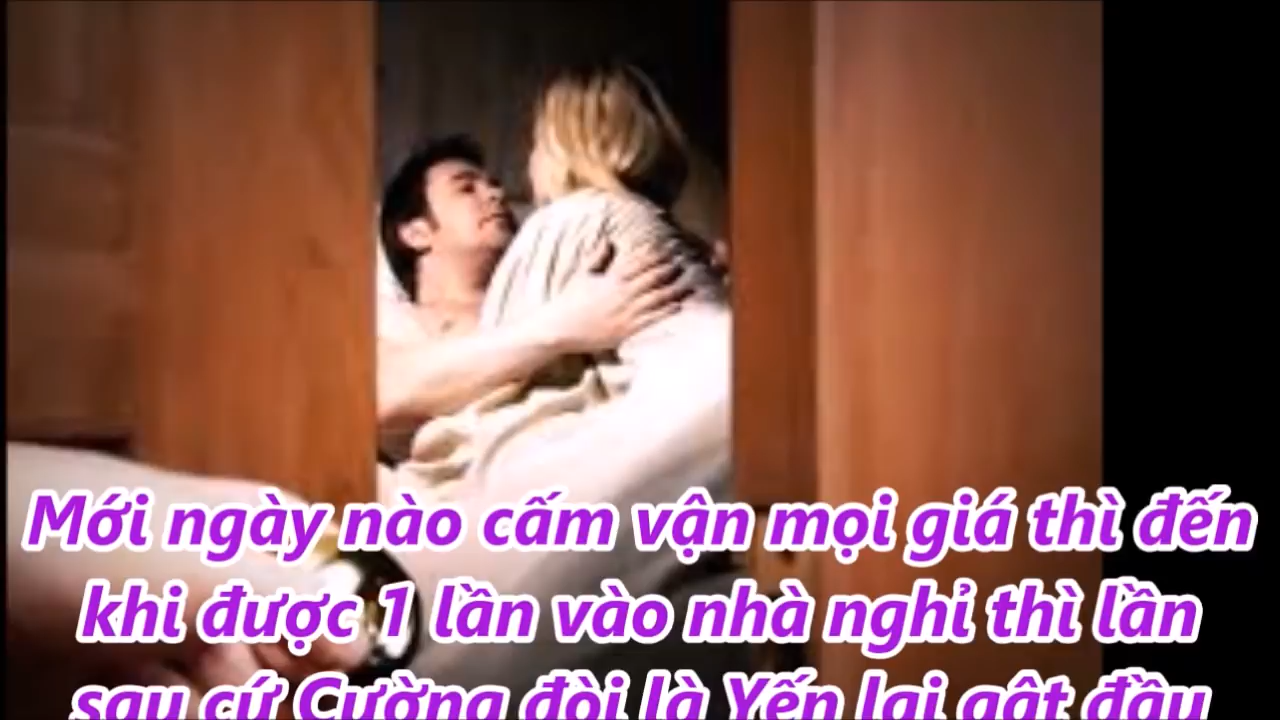 Mới ngày nào cấm vận mọi giá thì đến
khi được 1 lần vào nhà nghỉ thì lần
sau cứ Cường đòi là Yến lại gật đầu